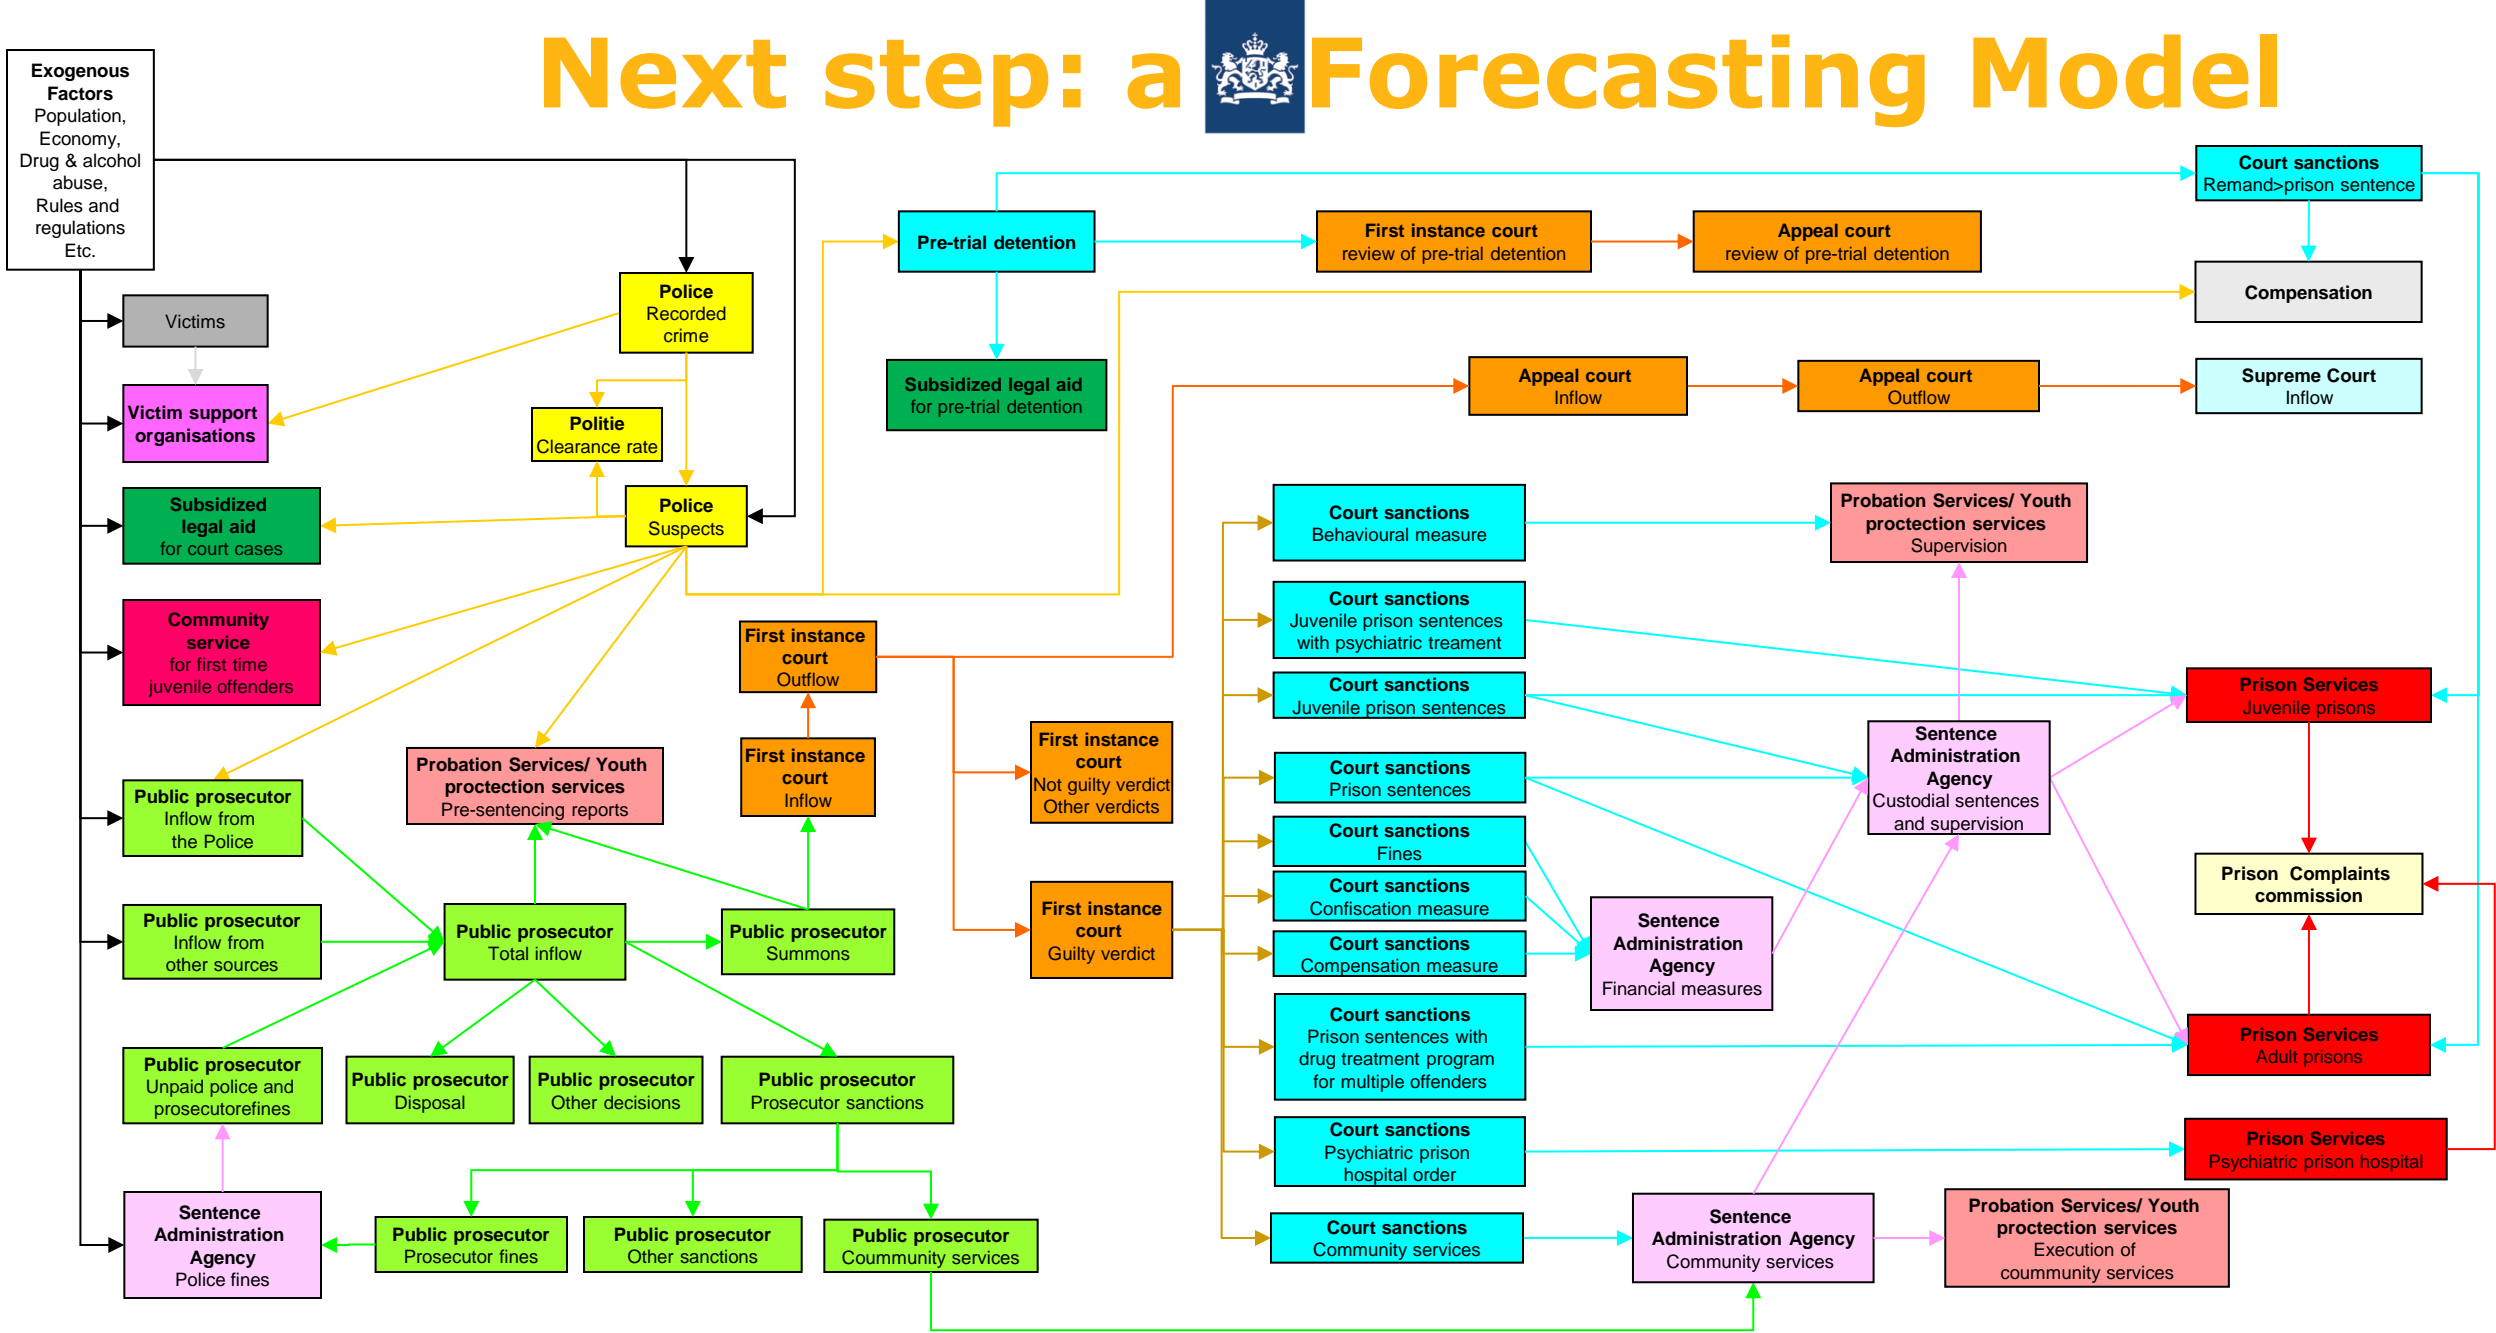 Next step: a Forecasting Model
Exogenous
Factors
Population,
Economy,
Drug & alcohol
abuse,
Rules and
regulations
Etc.
Court sanctions
Remand>prison sentence
Pre-trial detention
First instance court
review of pre-trial detention
Appeal court
review of pre-trial detention
Compensation
Victims
Police
Recorded
crime
Victim support
organisations
Politie
Clearance rate
Subsidized legal aid
for pre-trial detention
Appeal court
Inflow
Appeal court
Outflow
Supreme Court
Inflow
Subsidized
legal aid
for court cases
Police
Suspects
Court sanctions
Behavioural measure
Probation Services/ Youth
proctection services
Supervision
Community
service
for first time
juvenile offenders
First instance
court
Outflow
Court sanctions
Juvenile prison sentences
with psychiatric treament
Court sanctions
Juvenile prison sentences
Prison Services
Juvenile prisons
Public prosecutor
Inflow from
the Police
Probation Services/ Youth
proctection services
Pre-sentencing reports
First instance
court
Inflow
First instance
court
Not guilty verdict
Other verdicts
Court sanctions
Prison sentences
Sentence
Administration
Agency
Custodial sentences
and supervision
Court sanctions
Fines
Prison Complaints
commission
Public prosecutor
Inflow from
other sources
Public prosecutor
Total inflow
Public prosecutor
Summons
First instance
court
Guilty verdict
Court sanctions
Confiscation measure
Court sanctions
Compensation measure
Sentence
Administration
Agency
Financial measures
Public prosecutor
Unpaid police and
prosecutorefines
Public prosecutor
Disposal
Public prosecutor
Other decisions
Public prosecutor
Prosecutor sanctions
Court sanctions
Prison sentences with
drug treatment program
for multiple offenders
Prison Services
Adult prisons
Court sanctions
Psychiatric prison
hospital order
Prison Services
Psychiatric prison hospital
Sentence
Administration
Agency
Police fines
Public prosecutor
Prosecutor fines
Public prosecutor
Other sanctions
Public prosecutor
Coummunity services
Court sanctions
Community services
Sentence
Administration Agency
Community services
Probation Services/ Youth
proctection services
Execution of
coummunity services